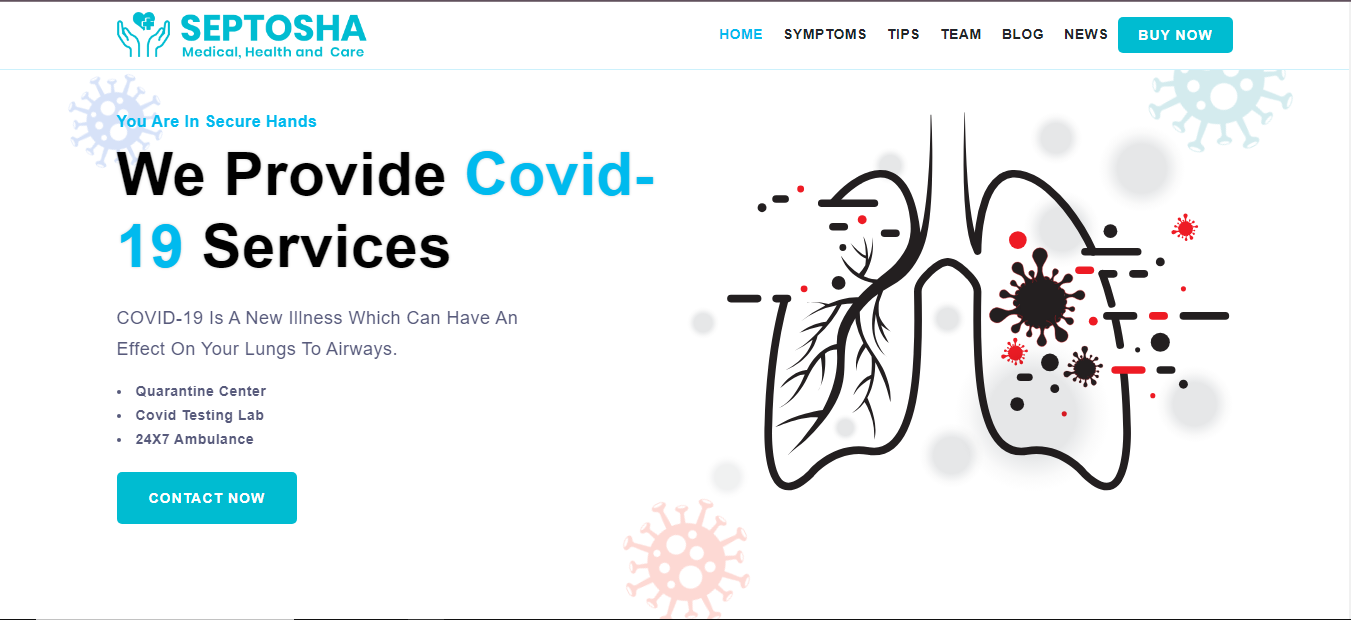 SEPTOSHA
Medical, Health and Care
HOME SYMPTOMS TIPS TEAM BLOG NEWS BUY NOW
You Are In Secure Hands
We Provide Covid-
19 Services
COVID-19 Is A New Illness Which Can Have An
Effect On Your Lungs To Airways.
• Quarantine Center
• Covid Testing Lab
• 24X7 Ambulance
CONTACT NOW